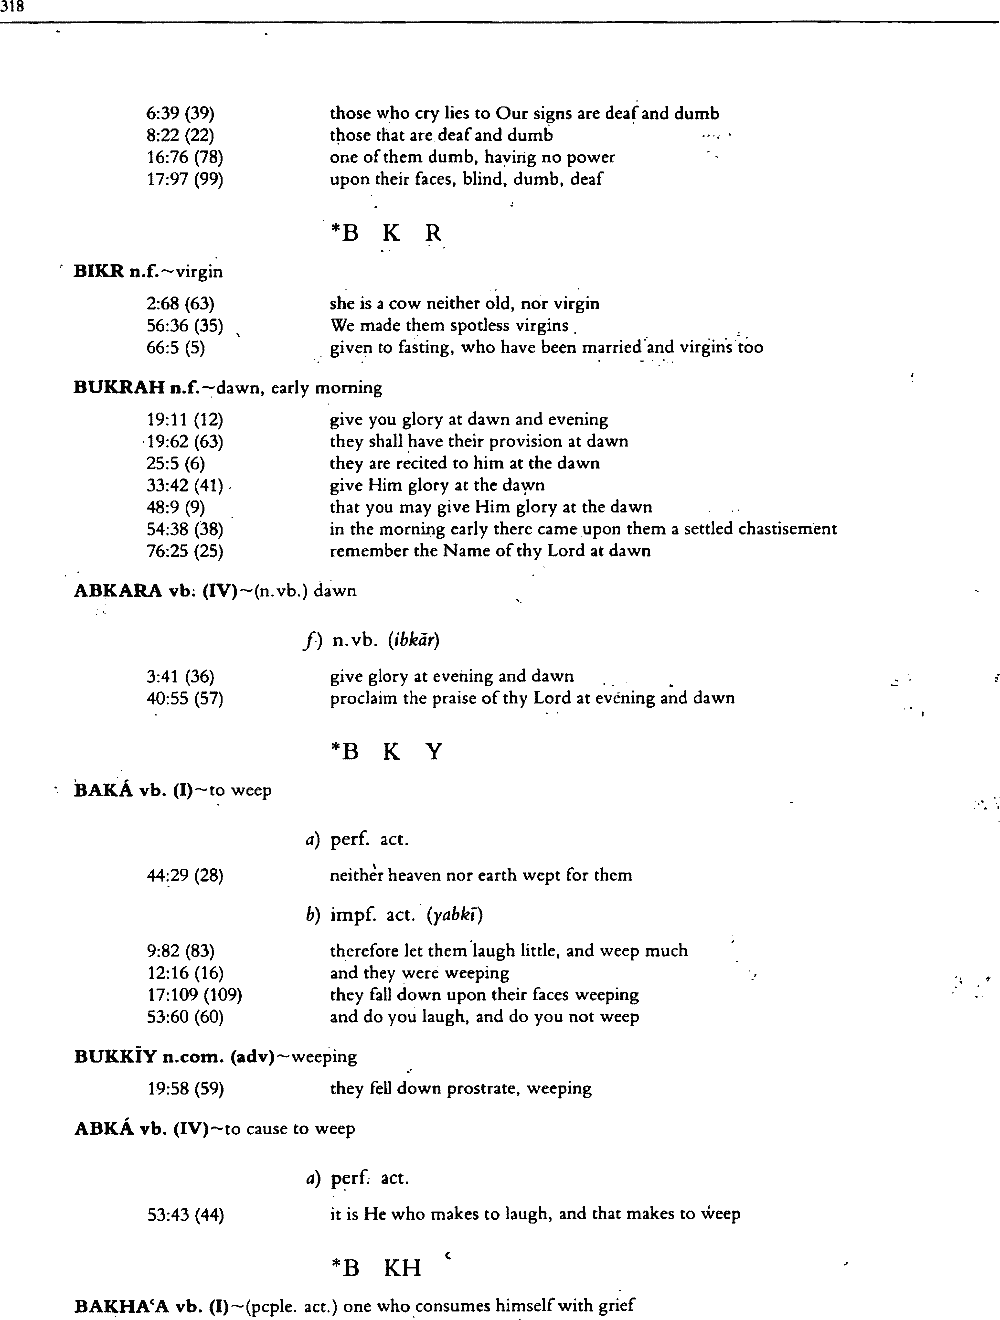 318
6:39 (39) those who cry lies to Our signs are deaf and dumb
8:22 (22) those that are deaf and dumb
16:76 (78) one of them dumb, having no power
17:97 (99) upon their faces, blind, dumb, deaf
*B K R
BIKR n.f.~virgin
2:68 (63) she is a cow neither old, nor virgin
56:36 (35) We made them spotless virgins
66:5 (5) given to fasting, who have been married and virgins too
BUKRAH n.f.~dawn, early morning
19:11 (12) give you glory at dawn and evening
19:62 (63) they shall have their provision at dawn
25:5 (6) they are recited to him at the dawn
33:42 (41) give Him glory at the dawn
48:9 (9) that you may give Him glory at the dawn
54:38 (38) in the morning early there came upon them a settled chastisement
76:25 (25) remember the Name of thy Lord at dawn
ABKARA vb. (IV)~(n.vb.) dawn
f) n.vb. (ibkār)
3:41 (36) give glory at evening and dawn
40:55 (57) proclaim the praise of thy Lord at evening and dawn
*B K Y
BAKÁ vb. (I)~to weep
a) perf. act.
44:29 (28) neither heaven nor earth wept for them
b) impf. act. (yabkī)
9:82 (83) therefore let them laugh little, and weep much
12:16 (16) and they were weeping
17:109 (109) they fall down upon their faces weeping
53:60 (60) and do you laugh, and do you not weep
BUKKĪY n.com. (adv)~weeping
19:58 (59) they fell down prostrate, weeping
ABKÁ vb. (IV)~to cause to weep
a) perf. act.
53:43 (44) it is He who makes to laugh, and that makes to weep
*B KH ʿ
BAKHAʿA vb. (I)~(pcple. act.) one who consumes himself with grief